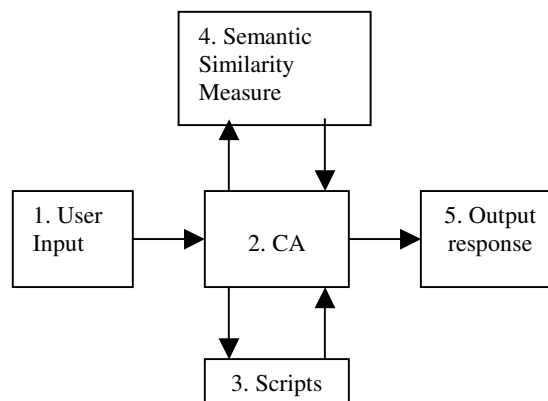 4. Semantic
Similarity
Measure
1. User
Input
2. CA
5. Output
response
3. Scripts